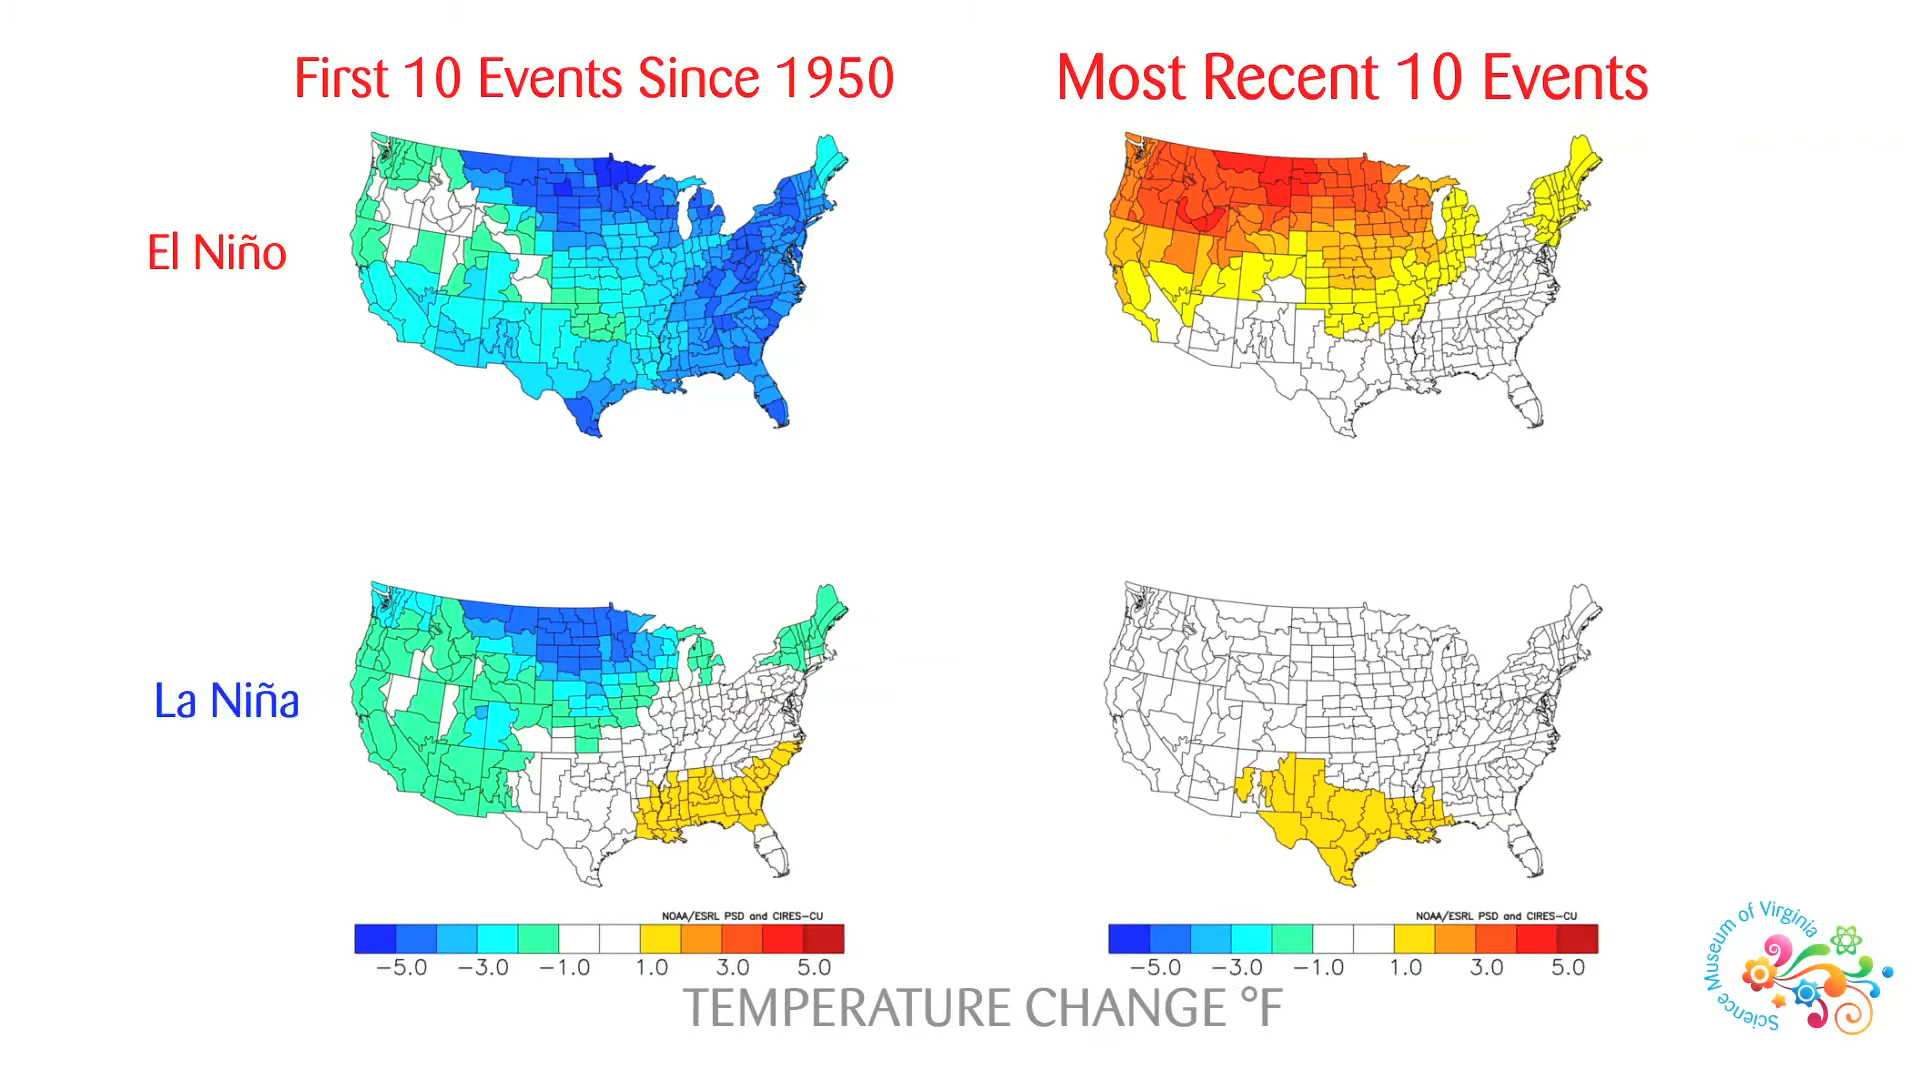 First 10 Events Since 1950
Most Recent 10 Events
El Niño
La Niña
NOAA/ESRL PSD and CIRES-CU
NOAA/ESRL PSD and CIRES-CU
-5.0 -3.0 -1.0 1.0 3.0 5.0
-5.0 -3.0 -1.0 1.0 3.0 5.0
TEMPERATURE CHANGE °F
Science Museum of Virginia